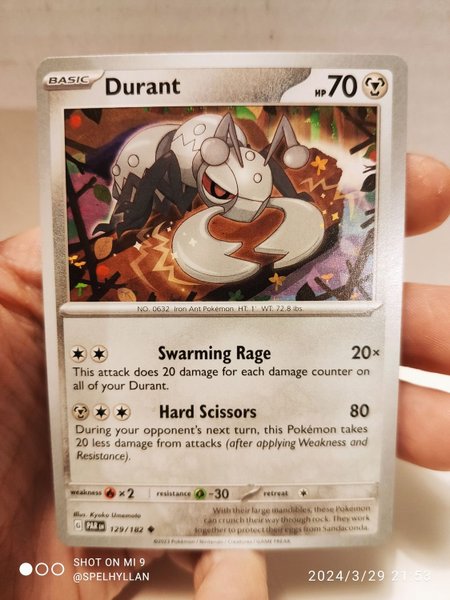 BASIC Durant HP 70
NO. 0632 Iron Ant Pokémon HT: 1' WT: 72.8 lbs.
Swarming Rage 20×
This attack does 20 damage for each damage counter on
all of your Durant.
Hard Scissors 80
During your opponent's next turn, this Pokémon takes
20 less damage from attacks (after applying Weakness and
Resistance).
weakness ×2 resistance -30 retreat
Illus. Kyoko Umemoto
G PAR EN 129/182
With their large mandibles, these Pokémon
can crunch their way through rock. They work
together to protect their eggs from Sandaconda.
©2023 Pokémon / Nintendo / Creatures / GAME FREAK
SHOT ON MI 9
@SPELHYLLAN
2024/3/29 21:53